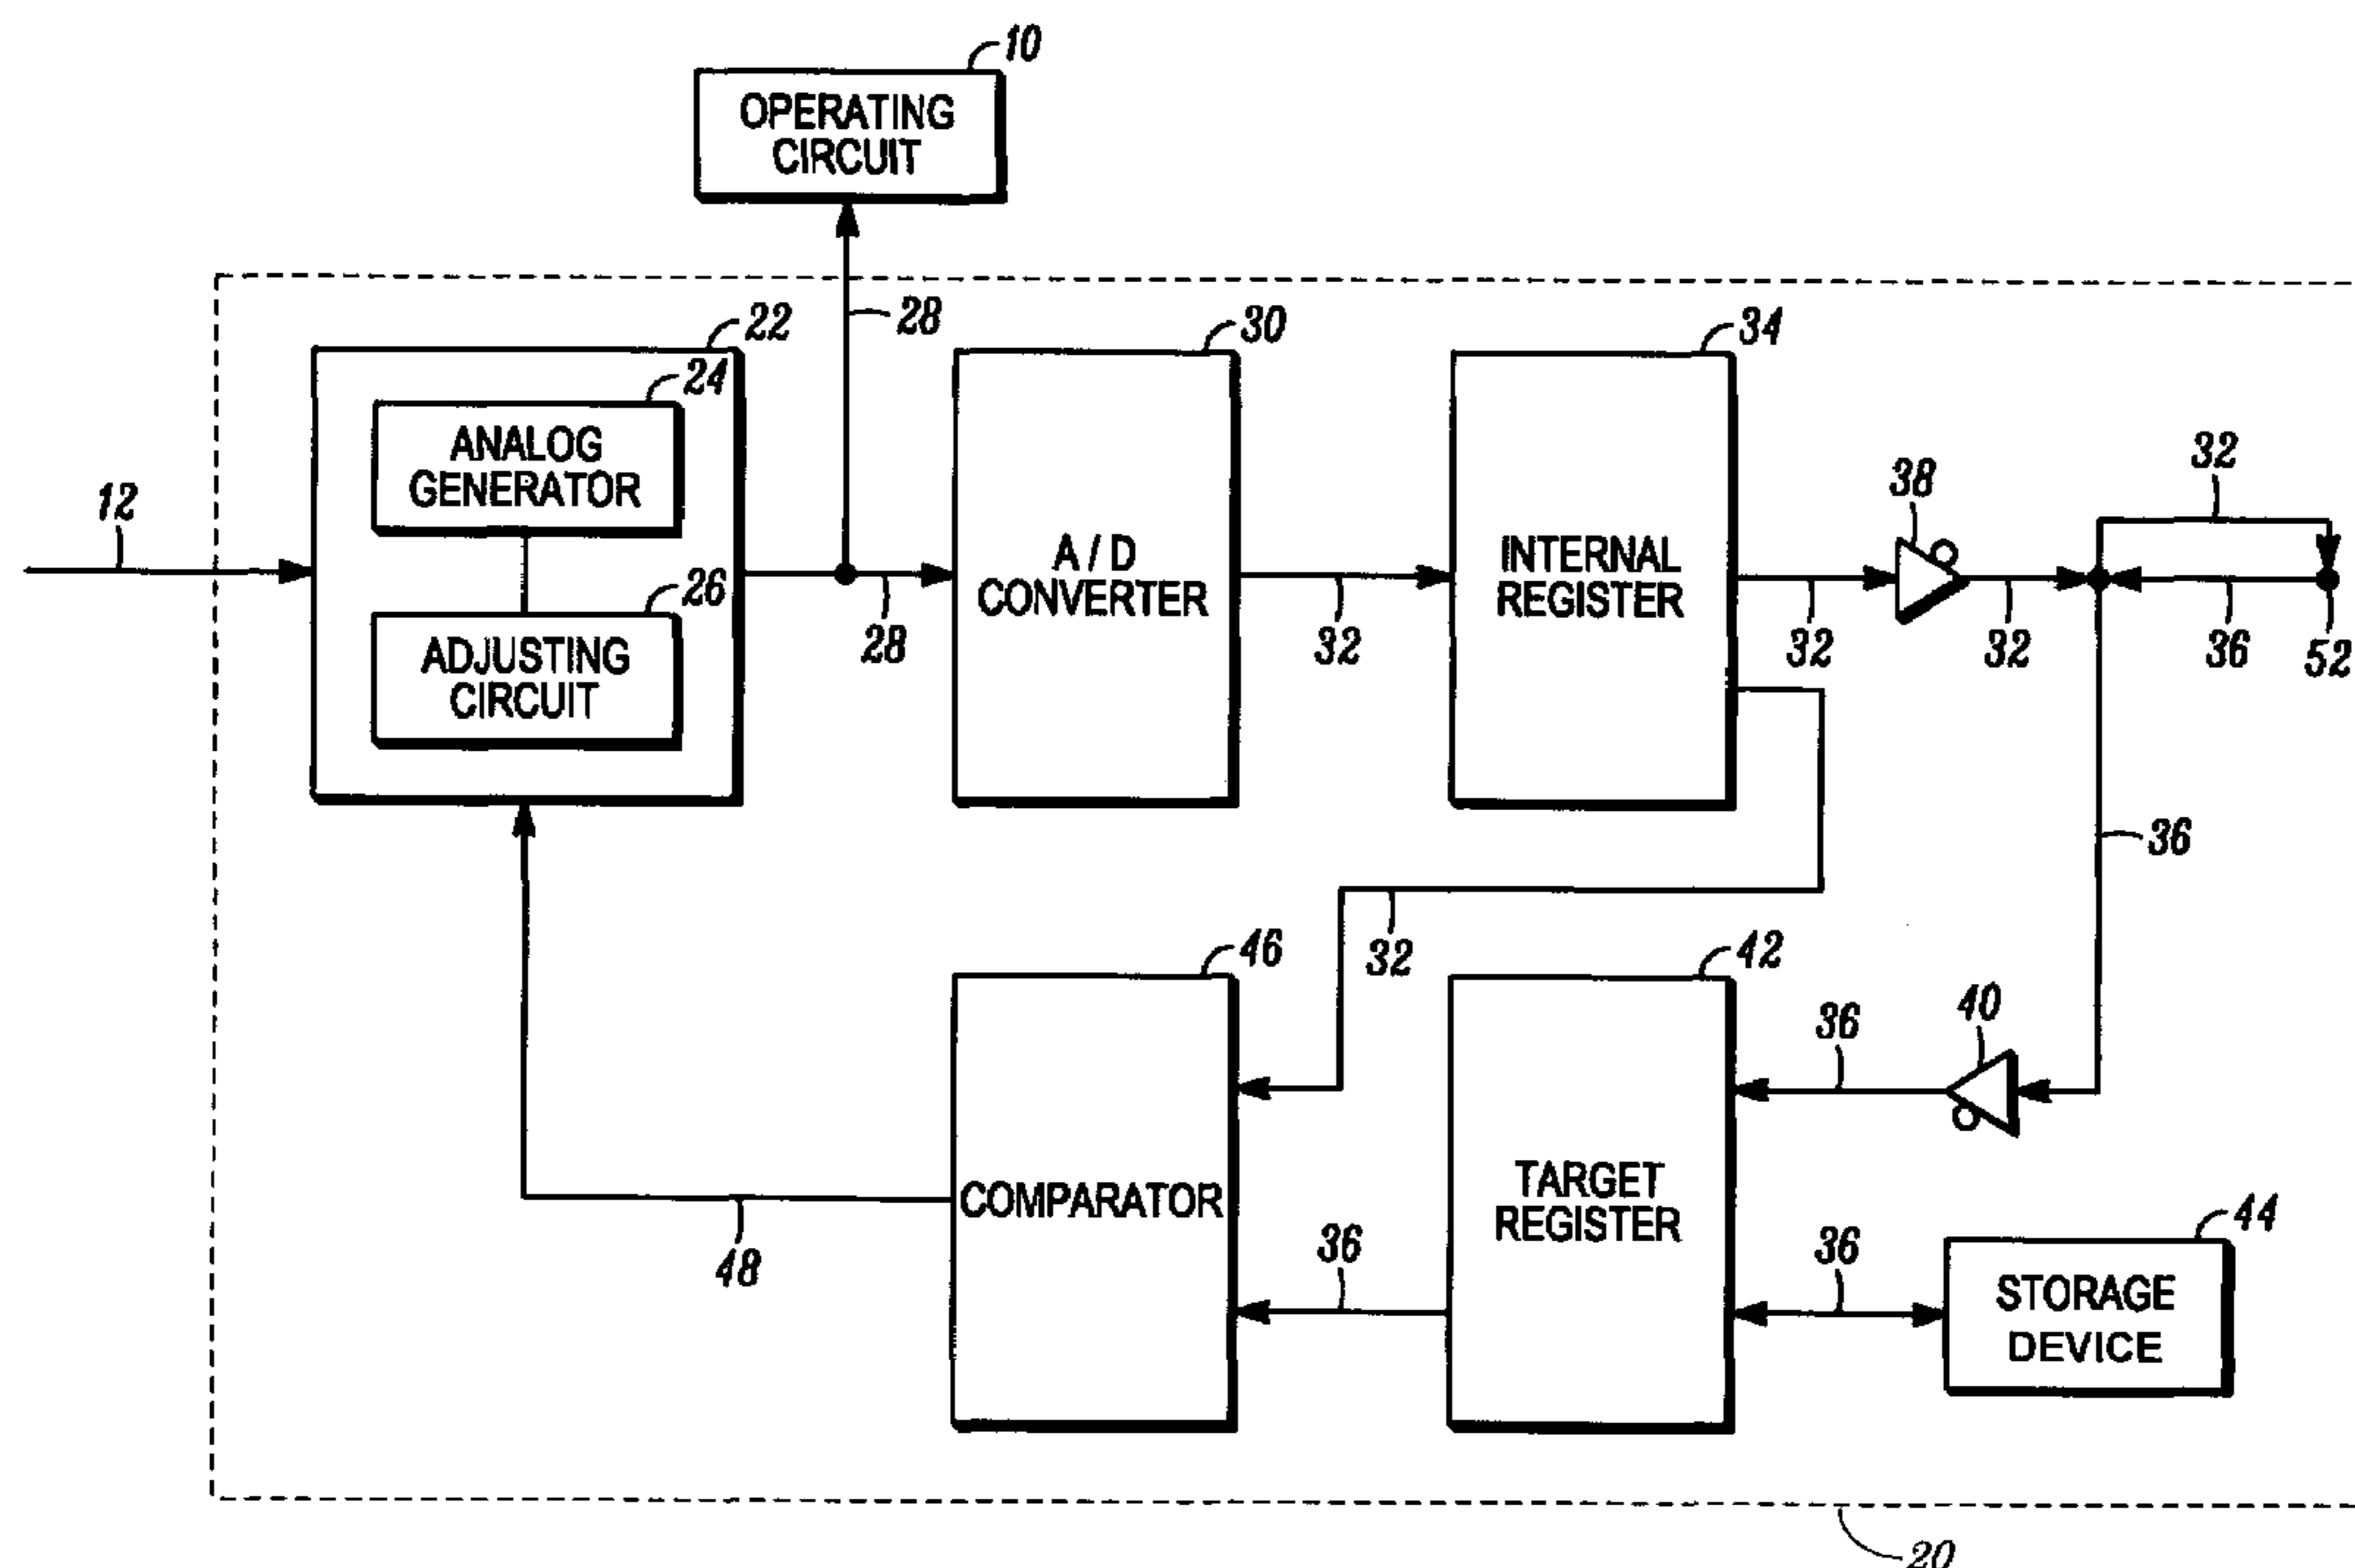 10
OPERATING
CIRCUIT
28
22
24
ANALOG
GENERATOR
26
ADJUSTING
CIRCUIT
12
28
30
A / D
CONVERTER
32
34
INTERNAL
REGISTER
32
38
32
32
36
52
36
32
46
COMPARATOR
48
42
TARGET
REGISTER
36
40
36
36
44
STORAGE
DEVICE
20